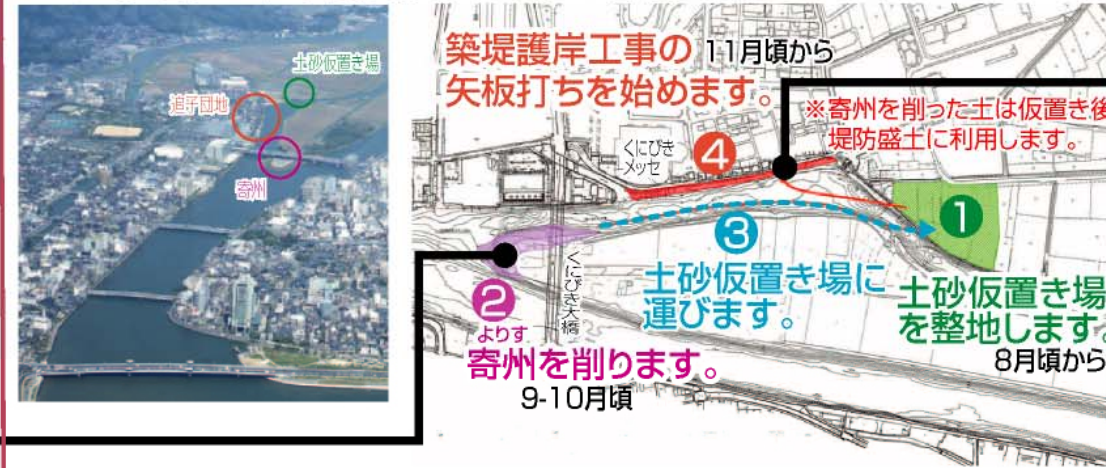 土砂仮置き場
追子団地
寄州
築堤護岸工事の 11月頃から
矢板打ちを始めます。
※寄州を削った土は仮置き後
堤防盛土に利用します。
くにびき
メッセ
4
1
3
土砂仮置き場に
運びます。
土砂仮置き場
を整地します。
8月頃から
くにびき大橋
2
よりす
寄州を削ります。
9-10月頃